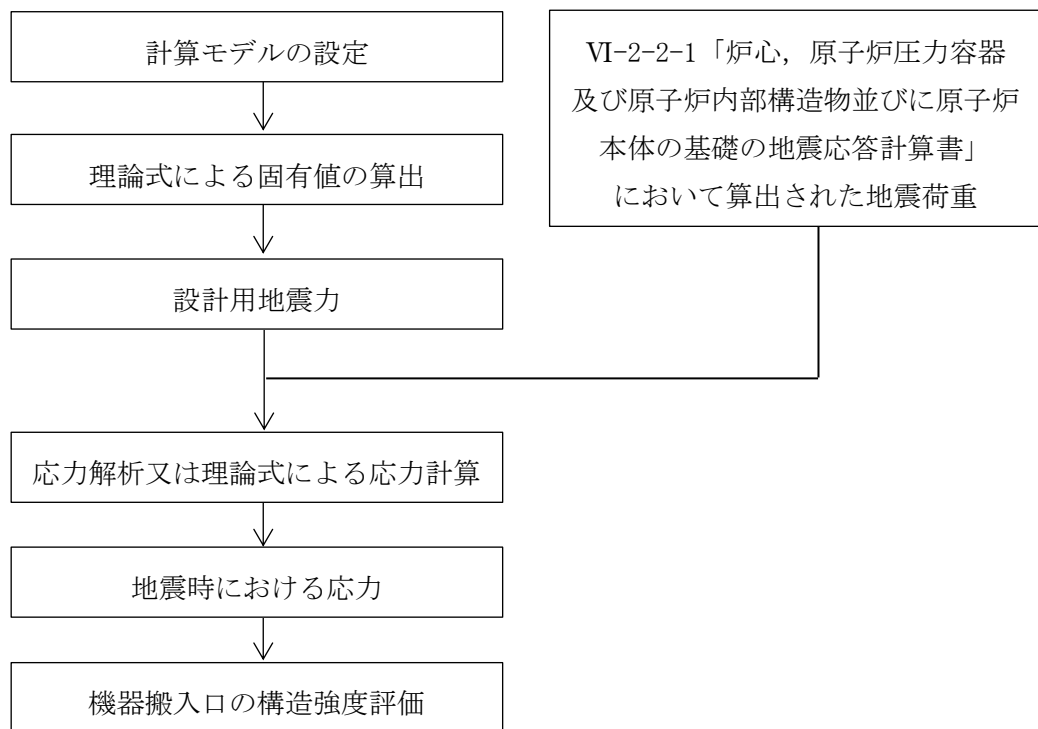 計算モデルの設定
理論式による固有値の算出
設計用地震力
Ⅵ-2-2-1「炉心，原子炉圧力容器
及び原子炉内部構造物並びに原子炉
本体の基礎の地震応答計算書」
において算出された地震荷重
応力解析又は理論式による応力計算
地震時における応力
機器搬入口の構造強度評価